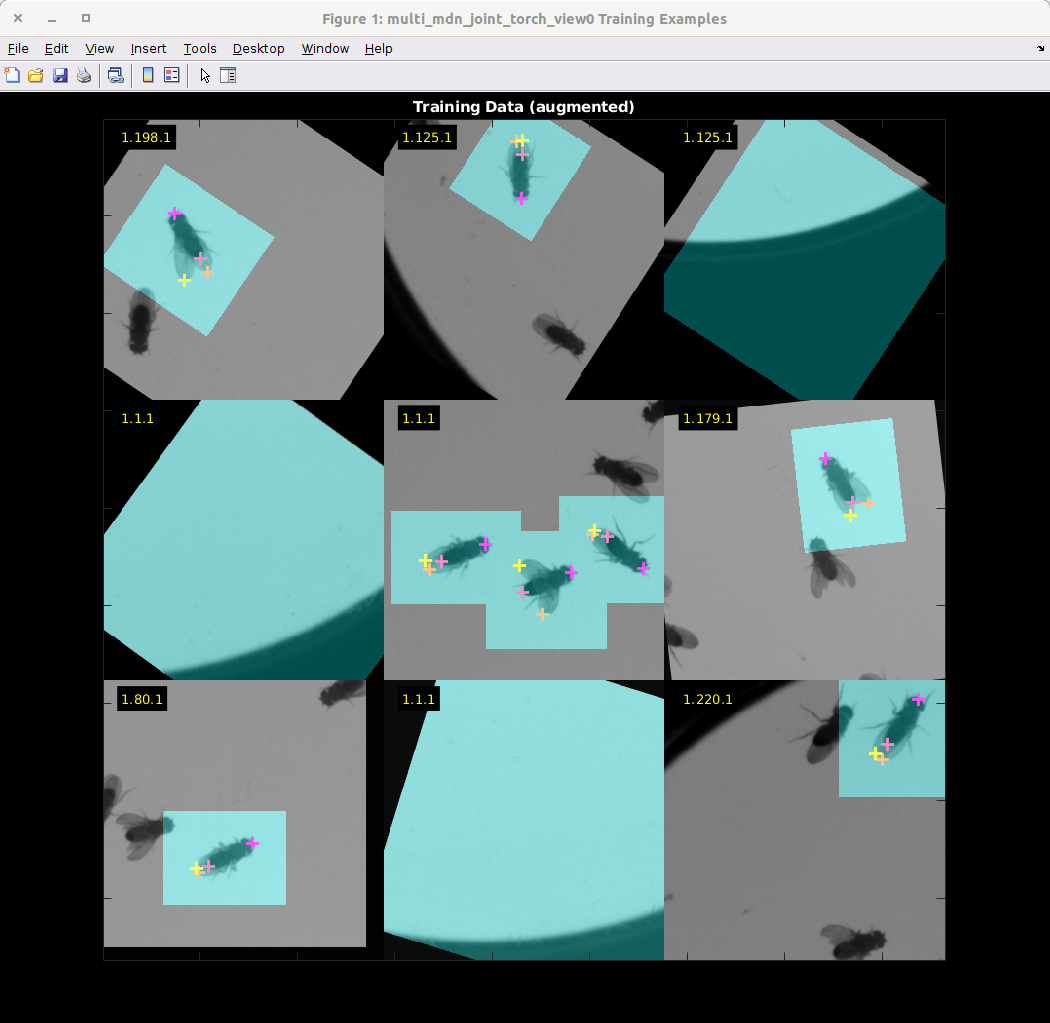 Figure 1: multi_mdn_joint_torch_view0 Training Examples
File Edit View Insert Tools Desktop Window Help
Training Data (augmented)
1.198.1 1.125.1 1.125.1
1.1.1 1.1.1 1.179.1
1.80.1 1.1.1 1.220.1